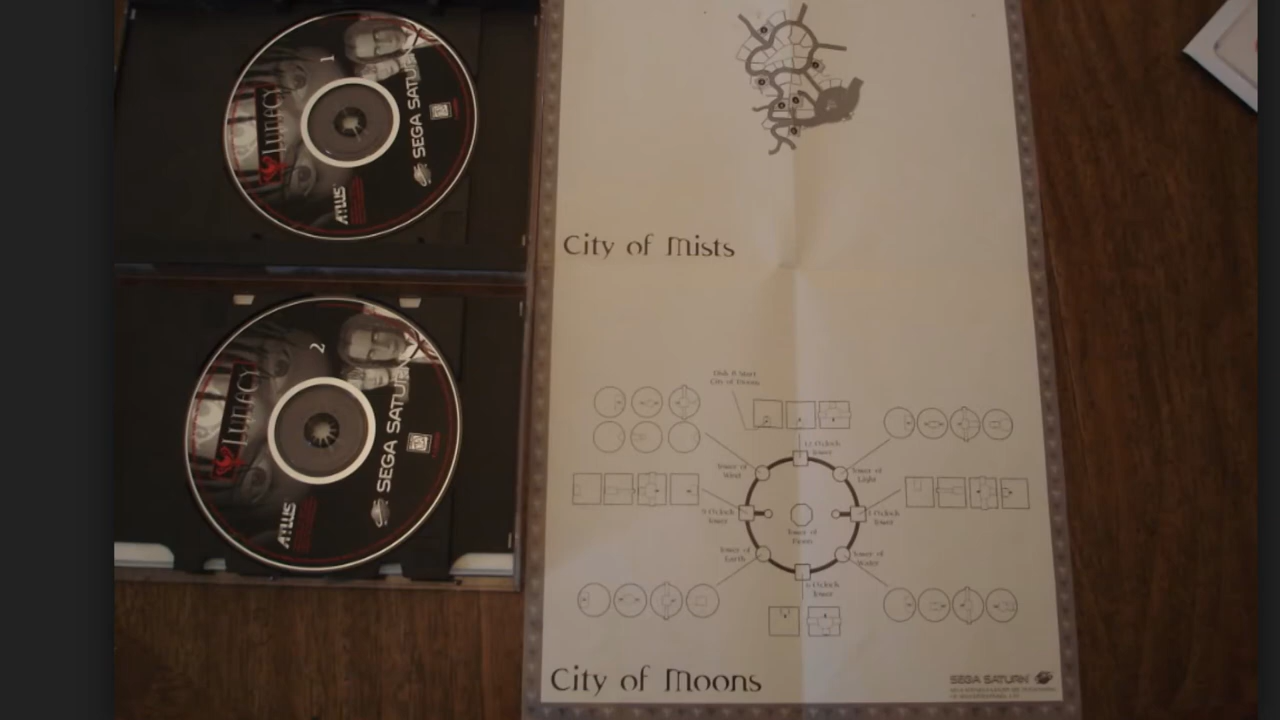 1
LUNACY
SEGA SATURN
ATLUS
2
LUNACY
SEGA SATURN
ATLUS
City of Mists
Disk 2 Start
City of Moons
12 O'clock
Tower
Tower of
Wind
Tower of
Light
9 O'clock
Tower
3 O'clock
Tower
Tower of
Moon
Tower of
Earth
Tower of
Water
6 O'clock
Tower
City of Moons
SEGA SATURN